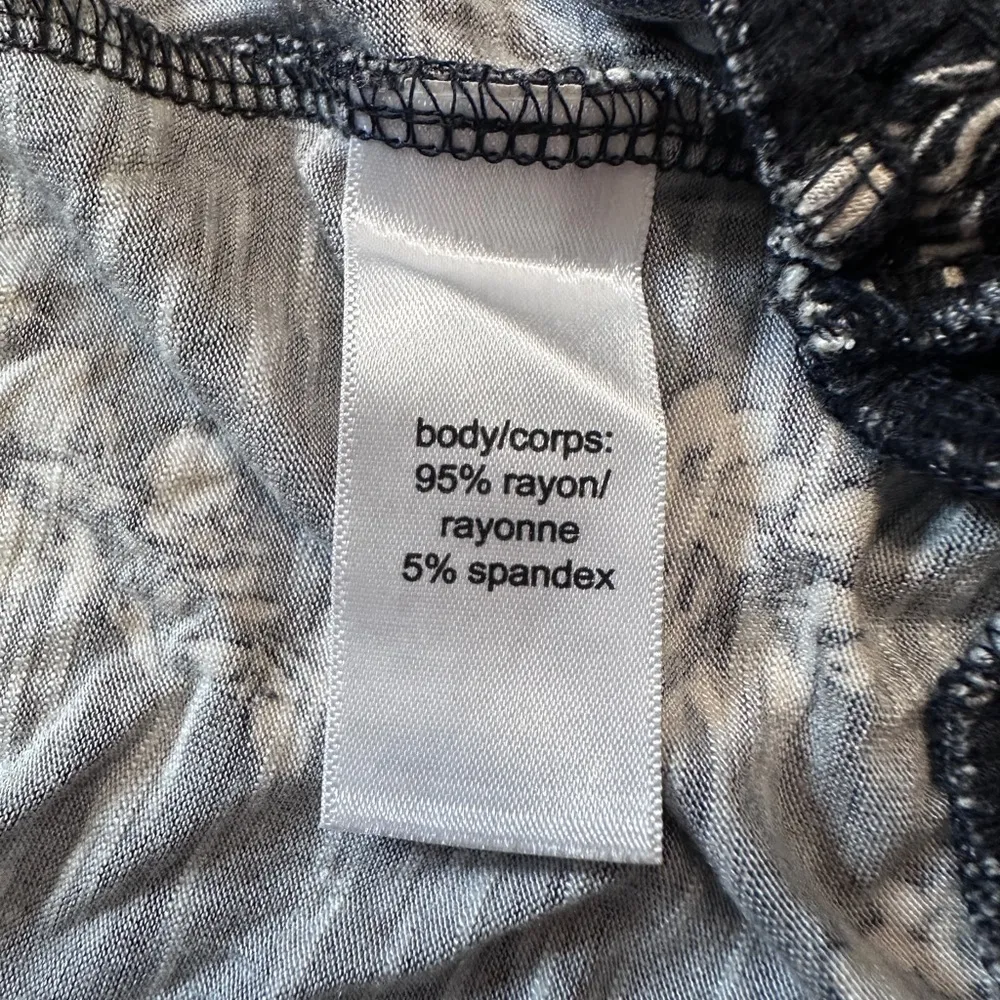 body/corps:
95% rayon/
rayonne
5% spandex